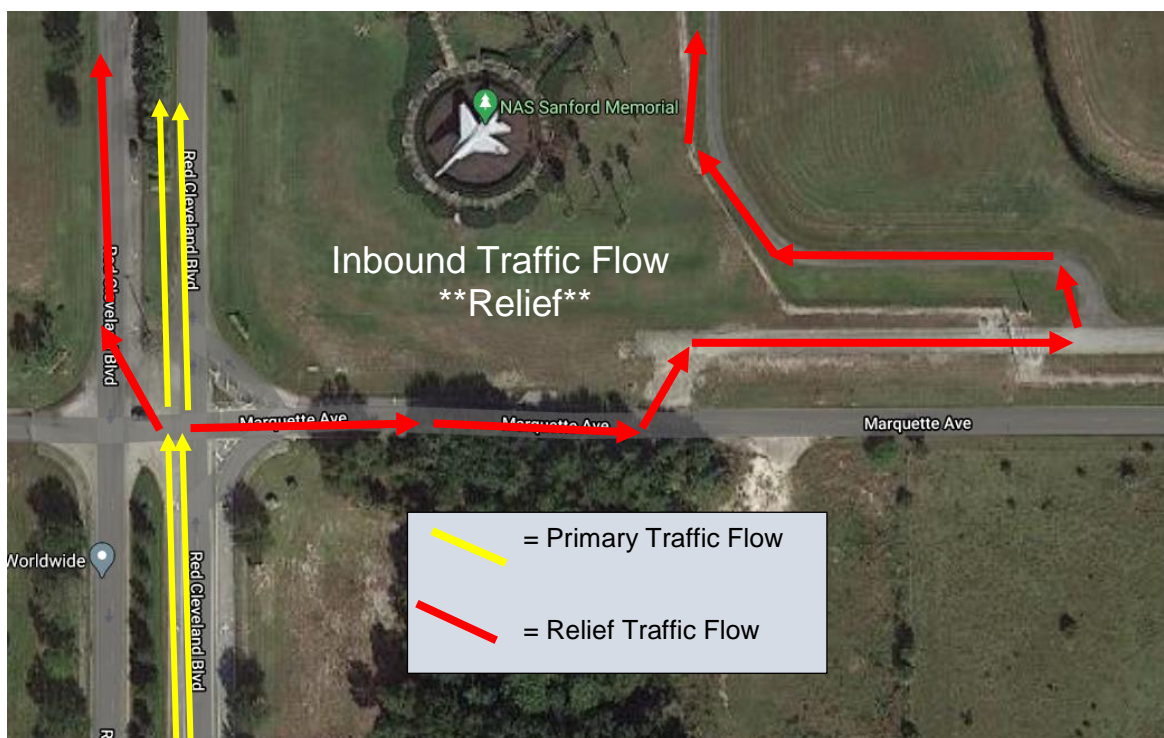 NAS Sanford Memorial
Red Cleveland Blvd
Red Cleveland Blvd
Inbound Traffic Flow
**Relief**
Marquette Ave
Marquette Ave
Marquette Ave
Worldwide
Red Cleveland Blvd
= Primary Traffic Flow
= Relief Traffic Flow
R